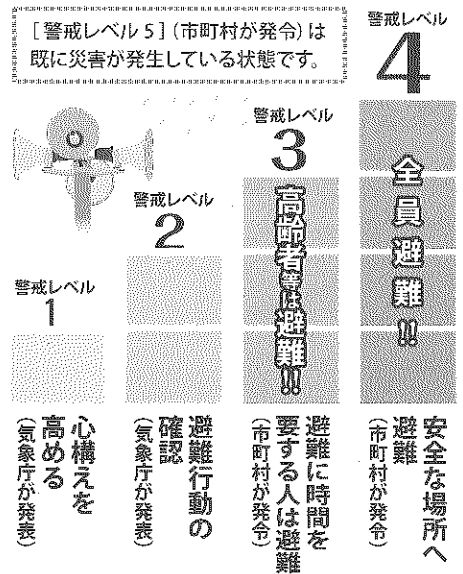 ［警戒レベル5］（市町村が発令）は
既に災害が発生している状態です。
警戒レベル
4
全員避難!!
安全な場所へ
避難
（市町村が発令）
警戒レベル
3
高齢者等は避難!!
避難に時間を
要する人は避難
（市町村が発令）
警戒レベル
2
避難行動の
確認
（気象庁が発表）
警戒レベル
1
心構えを
高める
（気象庁が発表）